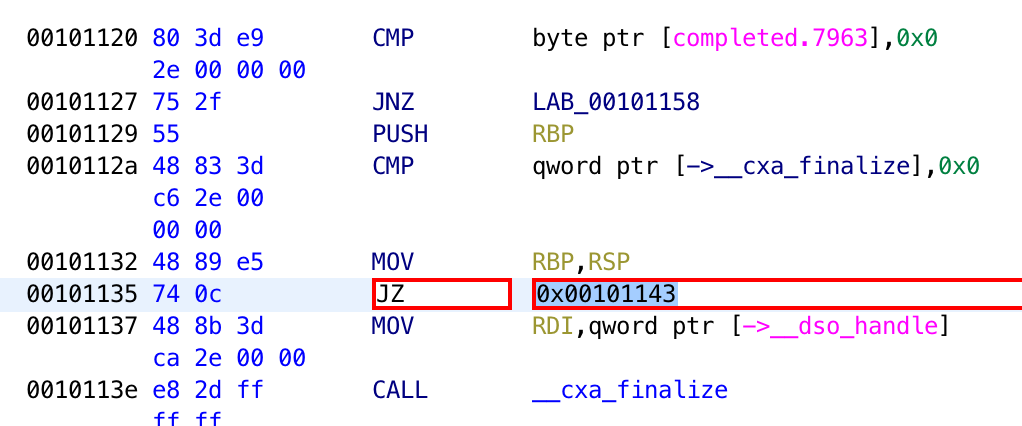 00101120 80 3d e9 CMP byte ptr [completed.7963],0x0
2e 00 00 00
00101127 75 2f JNZ LAB_00101158
00101129 55 PUSH RBP
0010112a 48 83 3d CMP qword ptr [->__cxa_finalize],0x0
c6 2e 00
00 00
00101132 48 89 e5 MOV RBP,RSP
00101135 74 0c JZ 0x00101143
00101137 48 8b 3d MOV RDI,qword ptr [->__dso_handle]
ca 2e 00 00
0010113e e8 2d ff CALL __cxa_finalize
ff ff